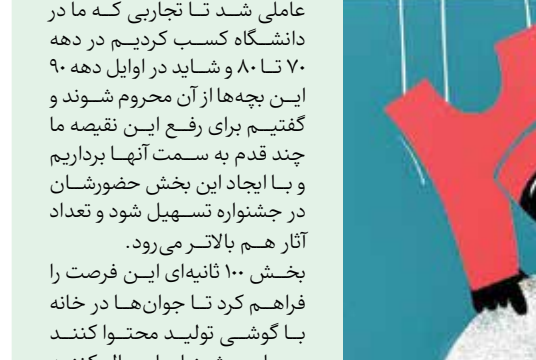 عاملی شد تا تجاربی که ما در
دانشگاه کسب کردیم در دهه
۷۰ تا ۸۰ و شاید در اوایل دهه ۹۰
این بچه‌ها از آن محروم شوند و
گفتیم برای رفع این نقیصه ما
چند قدم به سمت آنها برداریم
و با ایجاد این بخش حضورشان
در جشنواره تسهیل شود و تعداد
آثار هم بالاتر می‌رود.
بخش ۱۰۰ ثانیه‌ای این فرصت را
فراهم کرد تا جوان‌ها در خانه
با گوشی تولید محتوا کنند